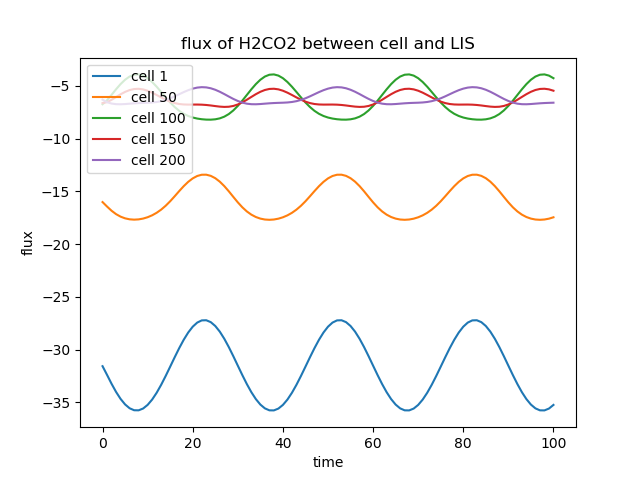 flux of H2CO2 between cell and LIS
cell 1
cell 50
cell 100
cell 150
cell 200
−5
−10
−15
−20
−25
−30
−35
flux
0 20 40 60 80 100
time